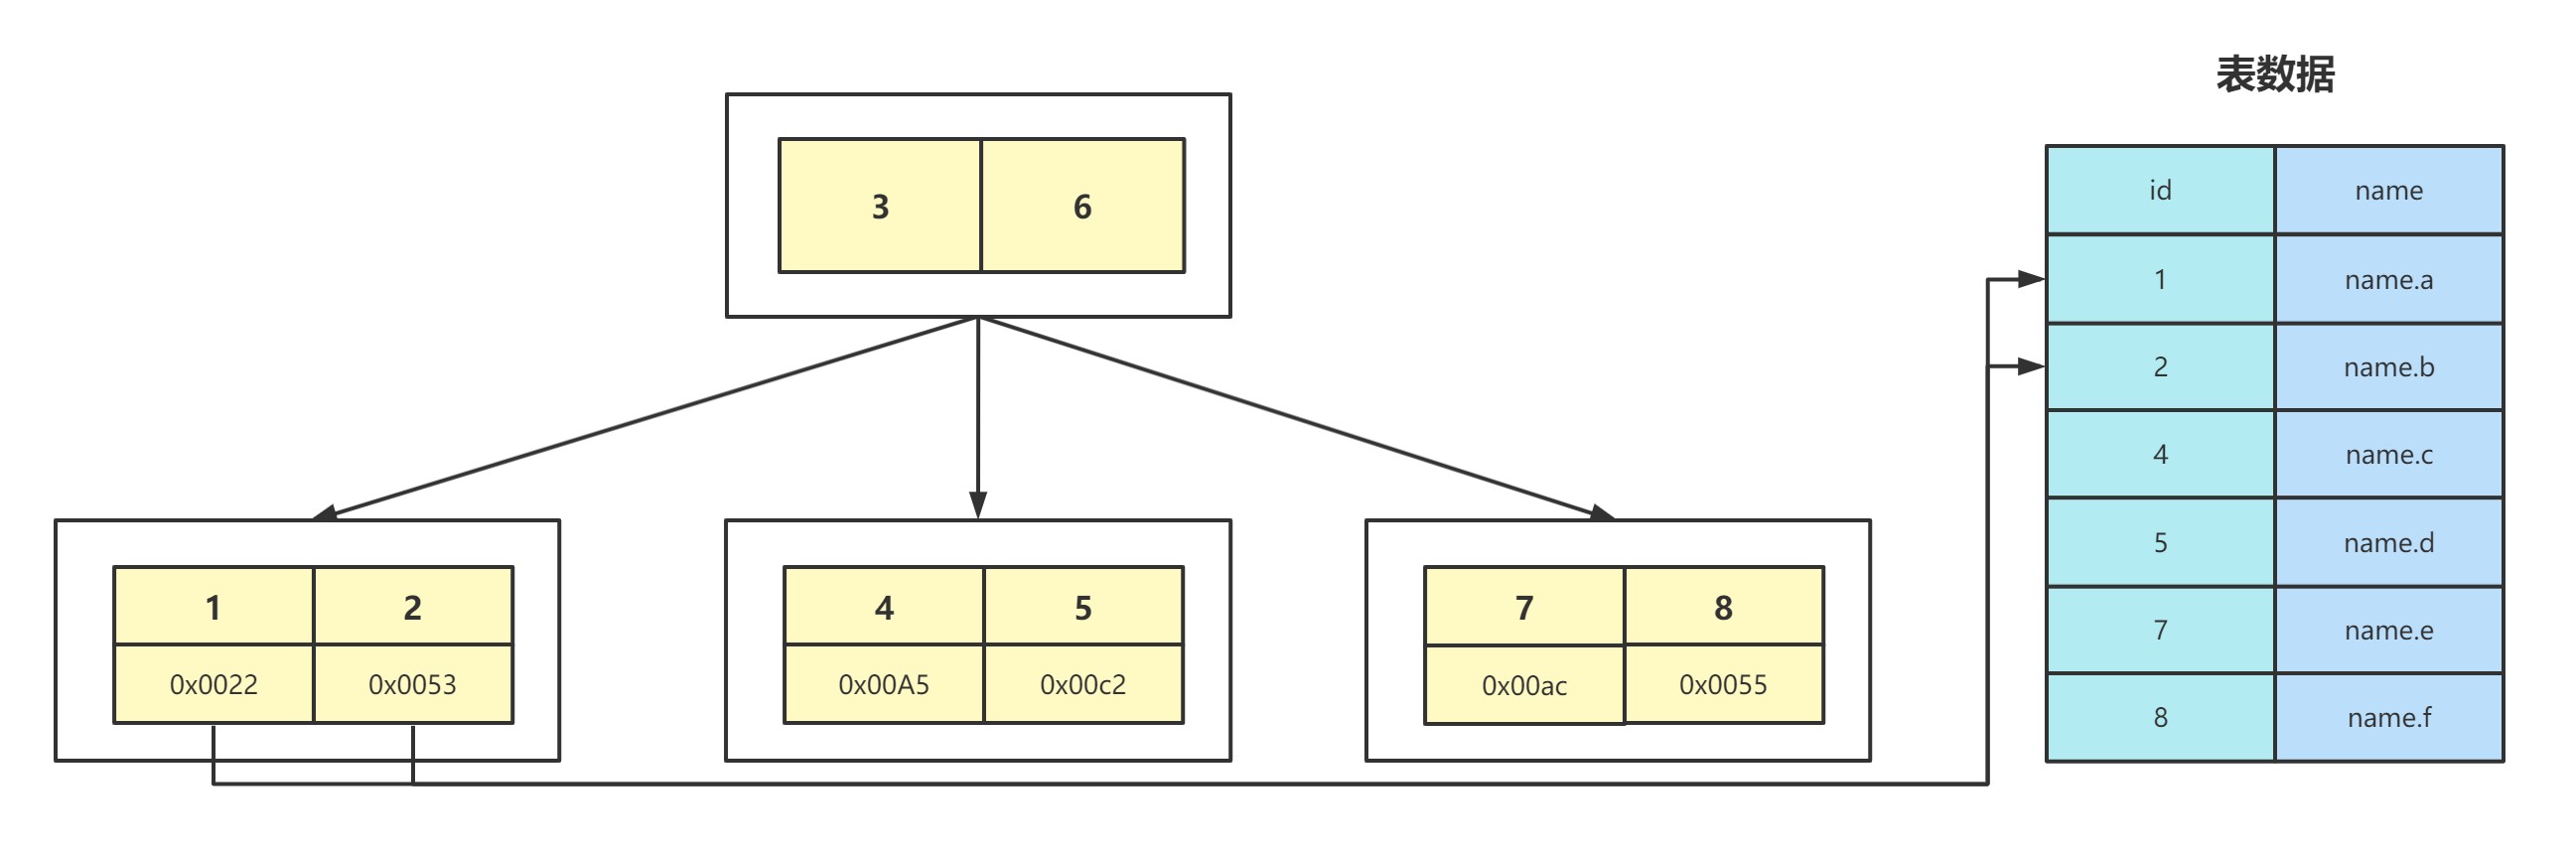 表数据
3 6
1 2
0x0022 0x0053
4 5
0x00A5 0x00c2
7 8
0x00ac 0x0055
id name
1 name.a
2 name.b
4 name.c
5 name.d
7 name.e
8 name.f